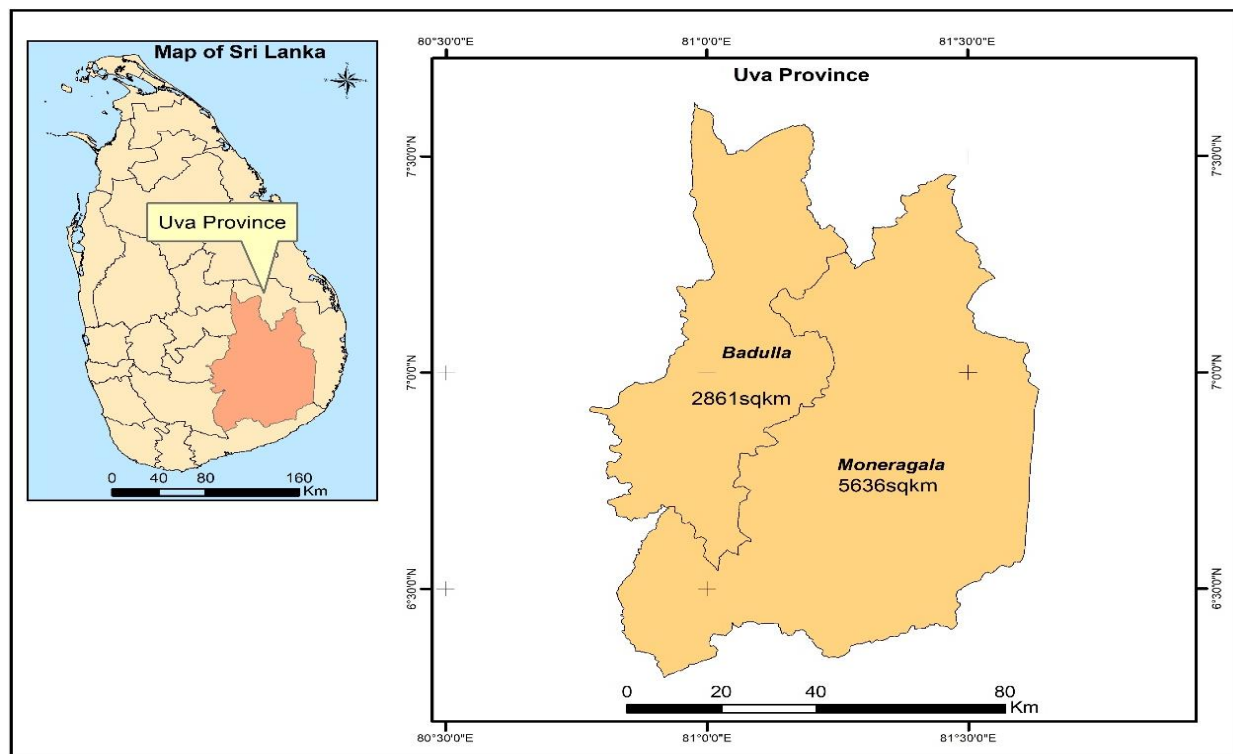 Map of Sri Lanka
Uva Province
0 40 80 160
Km
80°30'0"E 81°0'0"E 81°30'0"E
Uva Province
7°30'0"N 7°30'0"N
Badulla
7°0'0"N 7°0'0"N
2861sqkm
Moneragala
5636sqkm
6°30'0"N 6°30'0"N
0 20 40 80
Km
80°30'0"E 81°0'0"E 81°30'0"E